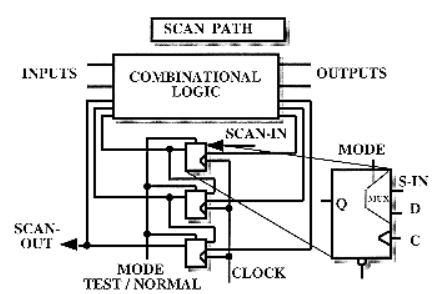 SCAN PATH
INPUTS
COMBINATIONAL
LOGIC
OUTPUTS
SCAN-IN
MODE
S-IN
MUX
Q
D
C
SCAN-
OUT
MODE
TEST / NORMAL
CLOCK